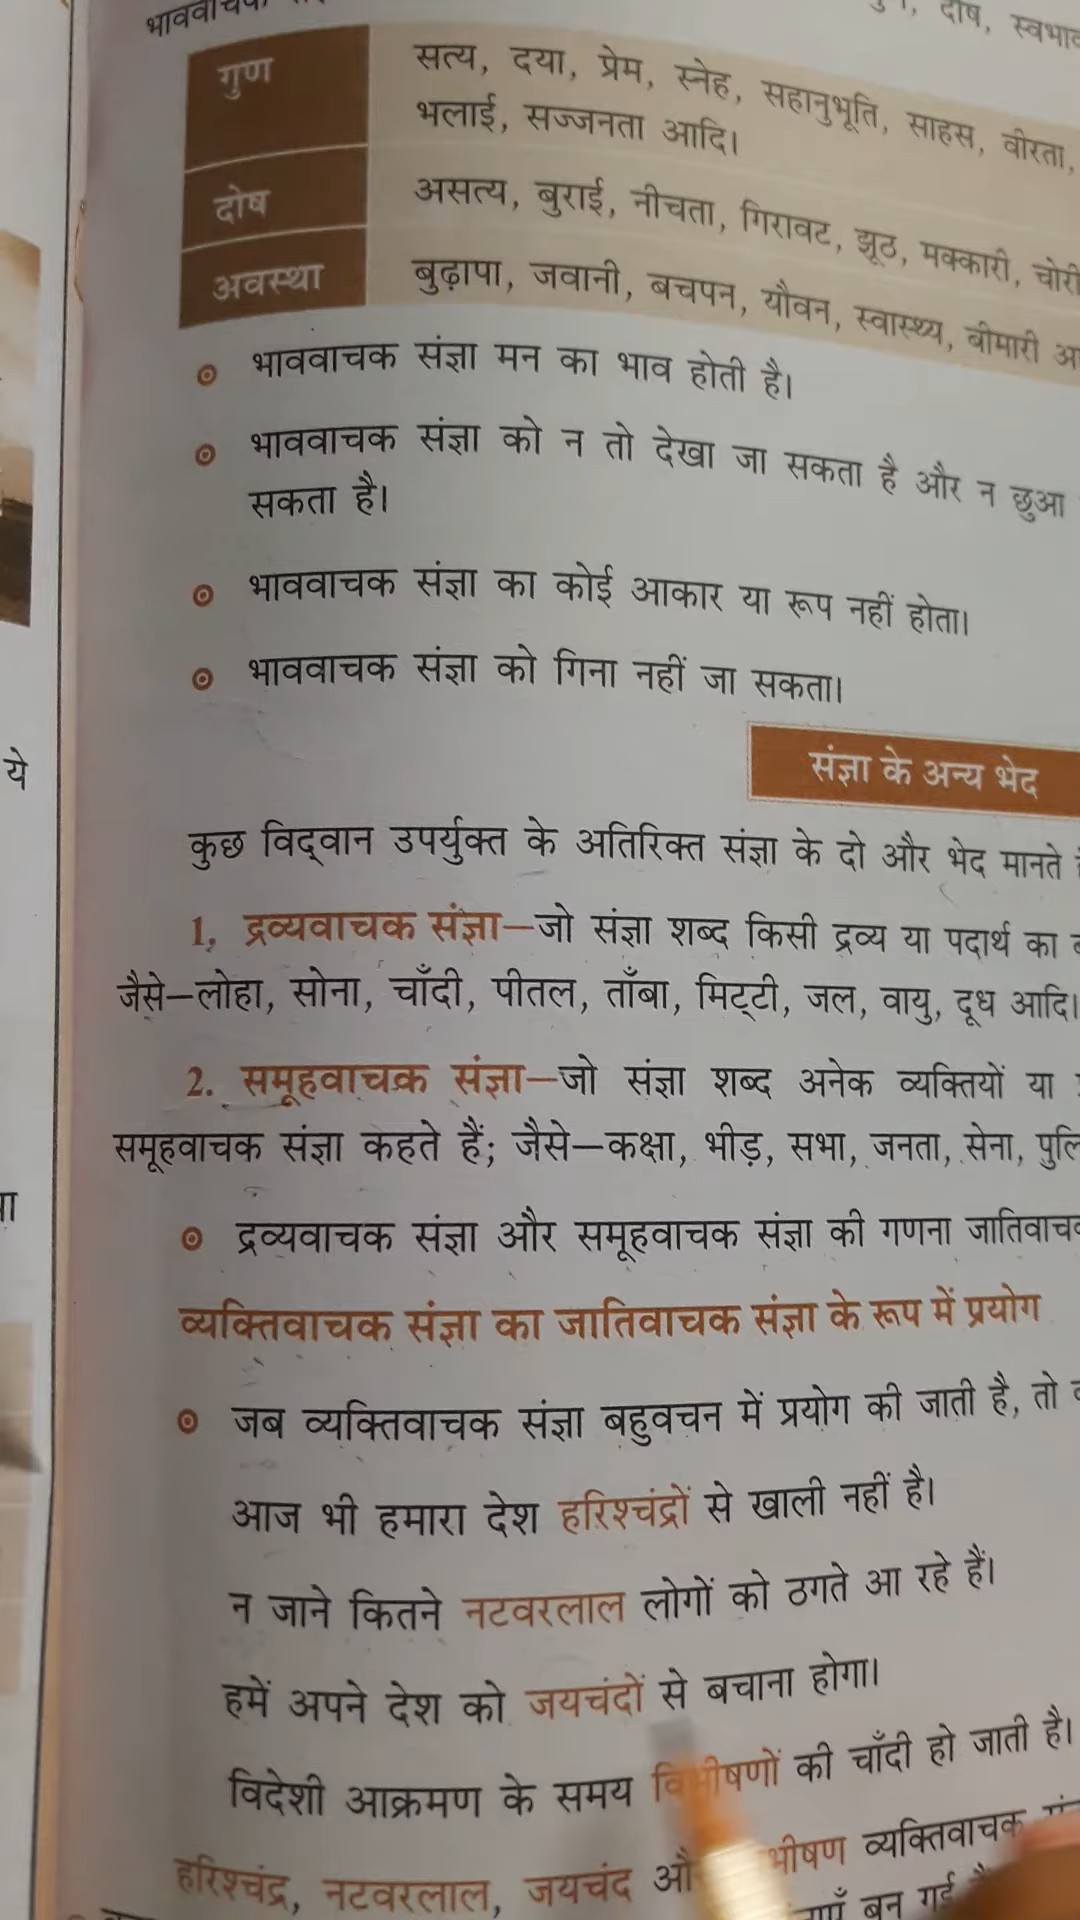 भाववाचक
दोष, स्वभाव
गुण सत्य, दया, प्रेम, स्नेह, सहानुभूति, साहस, वीरता,
भलाई, सज्जनता आदि।
दोष असत्य, बुराई, नीचता, गिरावट, झूठ, मक्कारी, चोरी
अवस्था बुढ़ापा, जवानी, बचपन, यौवन, स्वास्थ्य, बीमारी
भाववाचक संज्ञा मन का भाव होती है।
भाववाचक संज्ञा को न तो देखा जा सकता है और न छुआ
सकता है।
भाववाचक संज्ञा का कोई आकार या रूप नहीं होता।
भाववाचक संज्ञा को गिना नहीं जा सकता।
ये
संज्ञा के अन्य भेद
कुछ विद्‌वान उपर्युक्त के अतिरिक्त संज्ञा के दो और भेद मानते
1, द्रव्यवाचक संज्ञा–जो संज्ञा शब्द किसी द्रव्य या पदार्थ का
जैसे–लोहा, सोना, चाँदी, पीतल, ताँबा, मिट्‌टी, जल, वायु, दूध आदि।
2. समूहवाचक संज्ञा–जो संज्ञा शब्द अनेक व्यक्तियों या
समूहवाचक संज्ञा कहते हैं; जैसे–कक्षा, भीड़, सभा, जनता, सेना,
द्रव्यवाचक संज्ञा और समूहवाचक संज्ञा की गणना जातिवाचक
व्यक्तिवाचक संज्ञा का जातिवाचक संज्ञा के रूप में प्रयोग
जब व्यक्तिवाचक संज्ञा बहुवचन में प्रयोग की जाती है, तो
आज भी हमारा देश हरिश्चंद्रों से खाली नहीं है।
न जाने कितने नटवरलाल लोगों को ठगते आ रहे हैं।
हमें अपने देश को जयचंदों से बचाना होगा।
विदेशी आक्रमण के समय विभीषणों की चाँदी हो जाती है।
हरिश्चंद्र, नटवरलाल, जयचंद भीषण व्यक्तिवाचक
बन गई